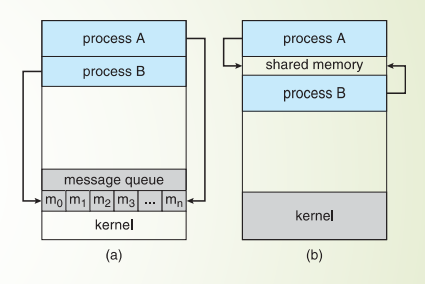 process A
process B
message queue
m0 m1 m2 m3 ... mn
kernel
(a)
process A
shared memory
process B
kernel
(b)